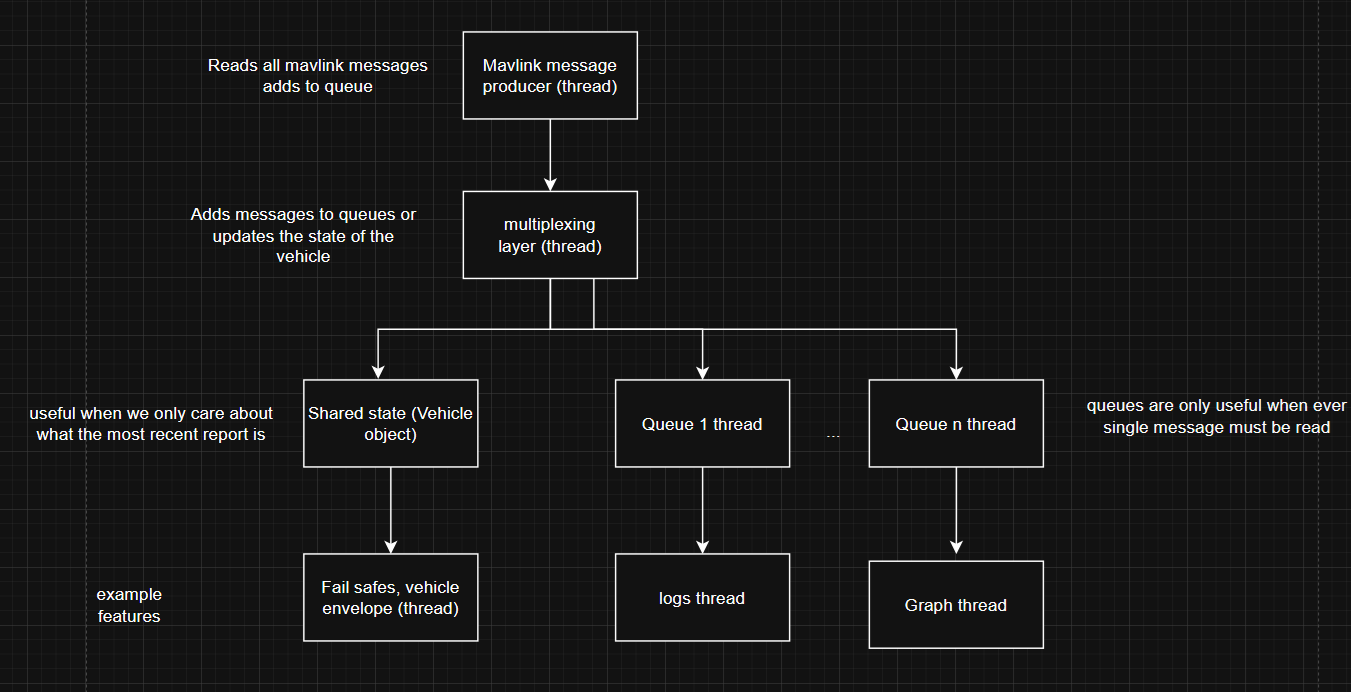 Reads all mavlink messages
adds to queue
Mavlink message
producer (thread)
Adds messages to queues or
updates the state of the
vehicle
multiplexing
layer (thread)
useful when we only care about
what the most recent report is
Shared state (Vehicle
object)
Queue 1 thread
...
Queue n thread
queues are only useful when ever
single message must be read
example
features
Fail safes, vehicle
envelope (thread)
logs thread
Graph thread